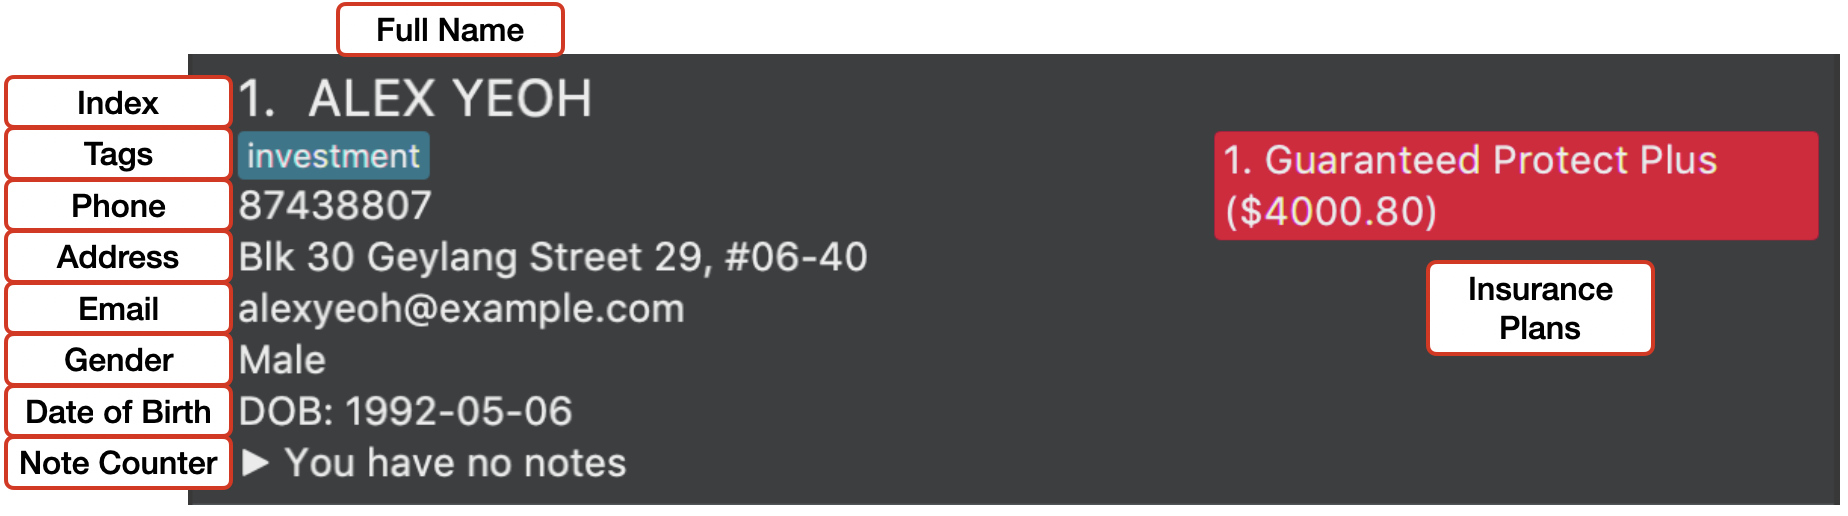 Full Name
Index
1. ALEX YEOH
Tags
investment
1. Guaranteed Protect Plus
($4000.80)
Phone
87438807
Address
Blk 30 Geylang Street 29, #06-40
Email
alexyeoh@example.com
Insurance
Plans
Gender
Male
Date of Birth
DOB: 1992-05-06
Note Counter
▶ You have no notes